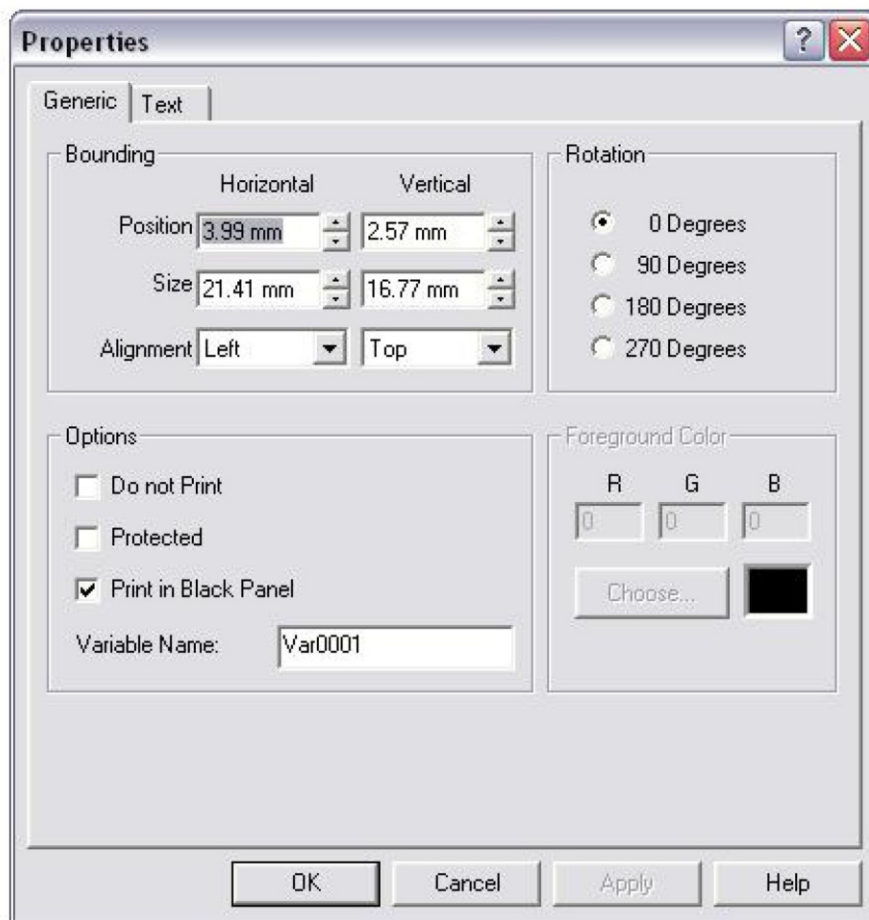 Properties
Generic Text
Bounding
Horizontal Vertical
Position 3.99 mm 2.57 mm
Size 21.41 mm 16.77 mm
Alignment Left Top
Rotation
0 Degrees
90 Degrees
180 Degrees
270 Degrees
Options
Do not Print
Protected
Print in Black Panel
Variable Name: Var0001
Foreground Color
R G B
0 0 0
Choose...
OK Cancel Apply Help